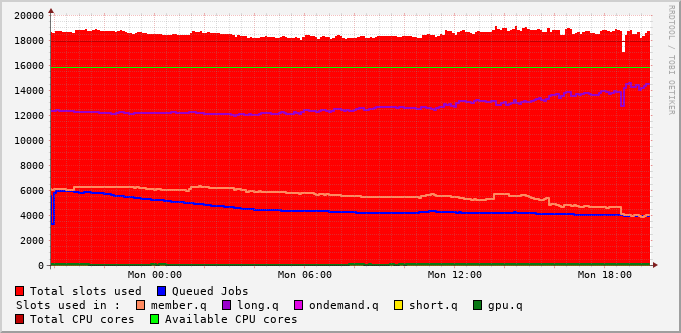 20000
18000
16000
14000
12000
10000
8000
6000
4000
2000
0
Mon 00:00 Mon 06:00 Mon 12:00 Mon 18:00
RRDTOOL / TOBI OETIKER
Total slots used Queued Jobs
Slots used in : member.q long.q ondemand.q short.q gpu.q
Total CPU cores Available CPU cores